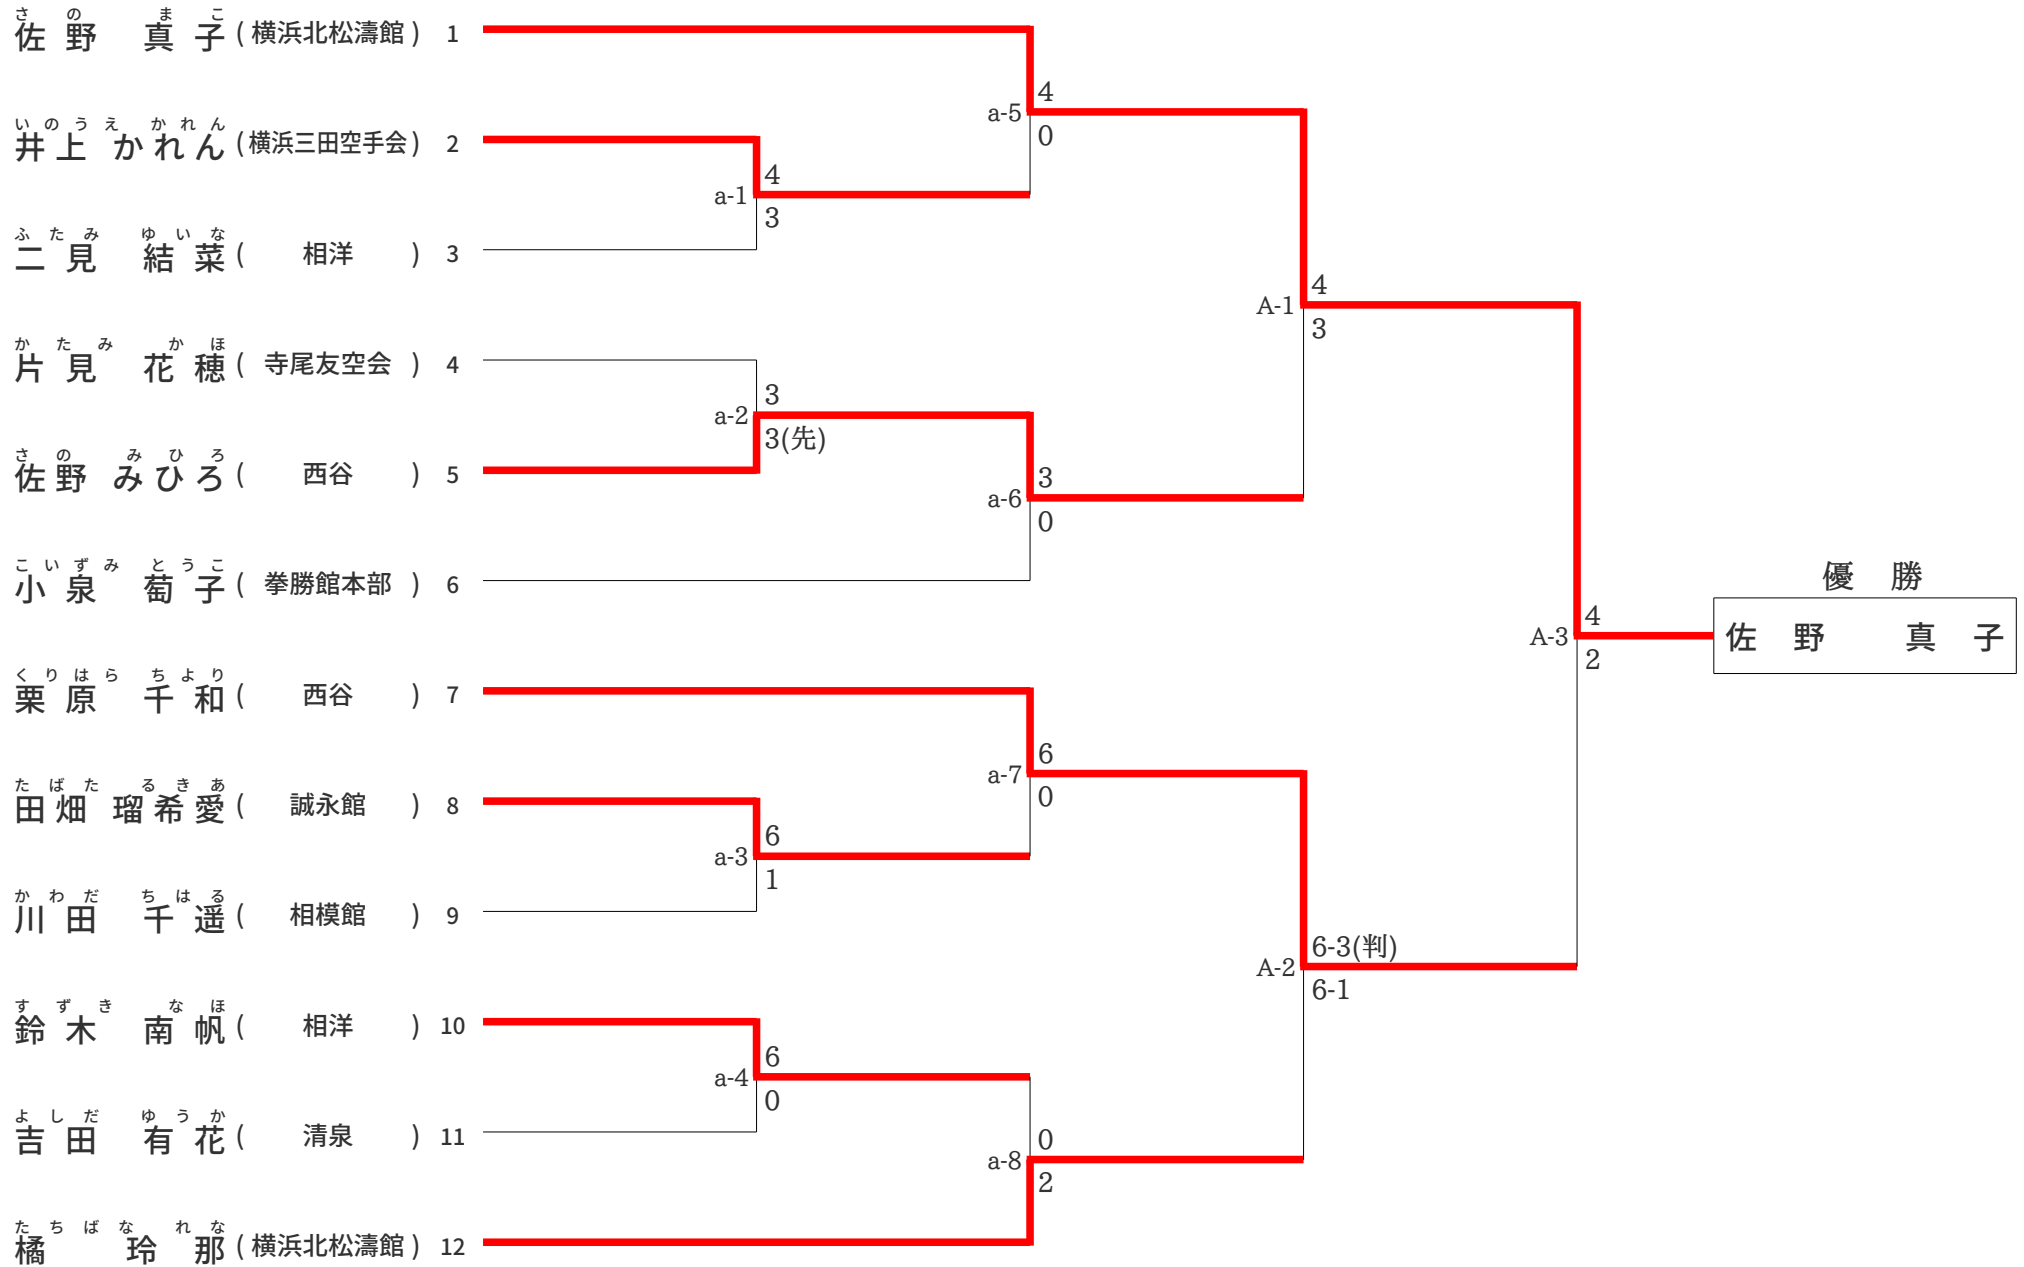 さ の ま こ
佐 野 真 子 ( 横浜北松濤館 ) 1
4
a-5
0
い の う え か れ ん
井 上 か れ ん ( 横浜三田空手会 ) 2
4
a-1
3
ふ た み ゆ い な
二 見 結 菜 ( 相洋 ) 3
4
A-1
3
か た み か ほ
片 見 花 穂 ( 寺尾友空会 ) 4
3
a-2
3(先)
さ の み ひ ろ
佐 野 み ひ ろ ( 西谷 ) 5
3
a-6
0
こ い ず み と う こ
小 泉 萄 子 ( 拳勝館本部 ) 6
優 勝
4
A-3
2
佐 野 真 子
く り は ら ち よ り
栗 原 千 和 ( 西谷 ) 7
6
a-7
0
た ば た る き あ
田 畑 瑠 希 愛 ( 誠永館 ) 8
6
a-3
1
か わ だ ち は る
川 田 千 遥 ( 相模館 ) 9
6-3(判)
A-2
6-1
す ず き な ほ
鈴 木 南 帆 ( 相洋 ) 10
6
a-4
0
よ し だ ゆ う か
吉 田 有 花 ( 清泉 ) 11
0
a-8
2
た ち ば な れ な
橘 玲 那 ( 横浜北松濤館 ) 12